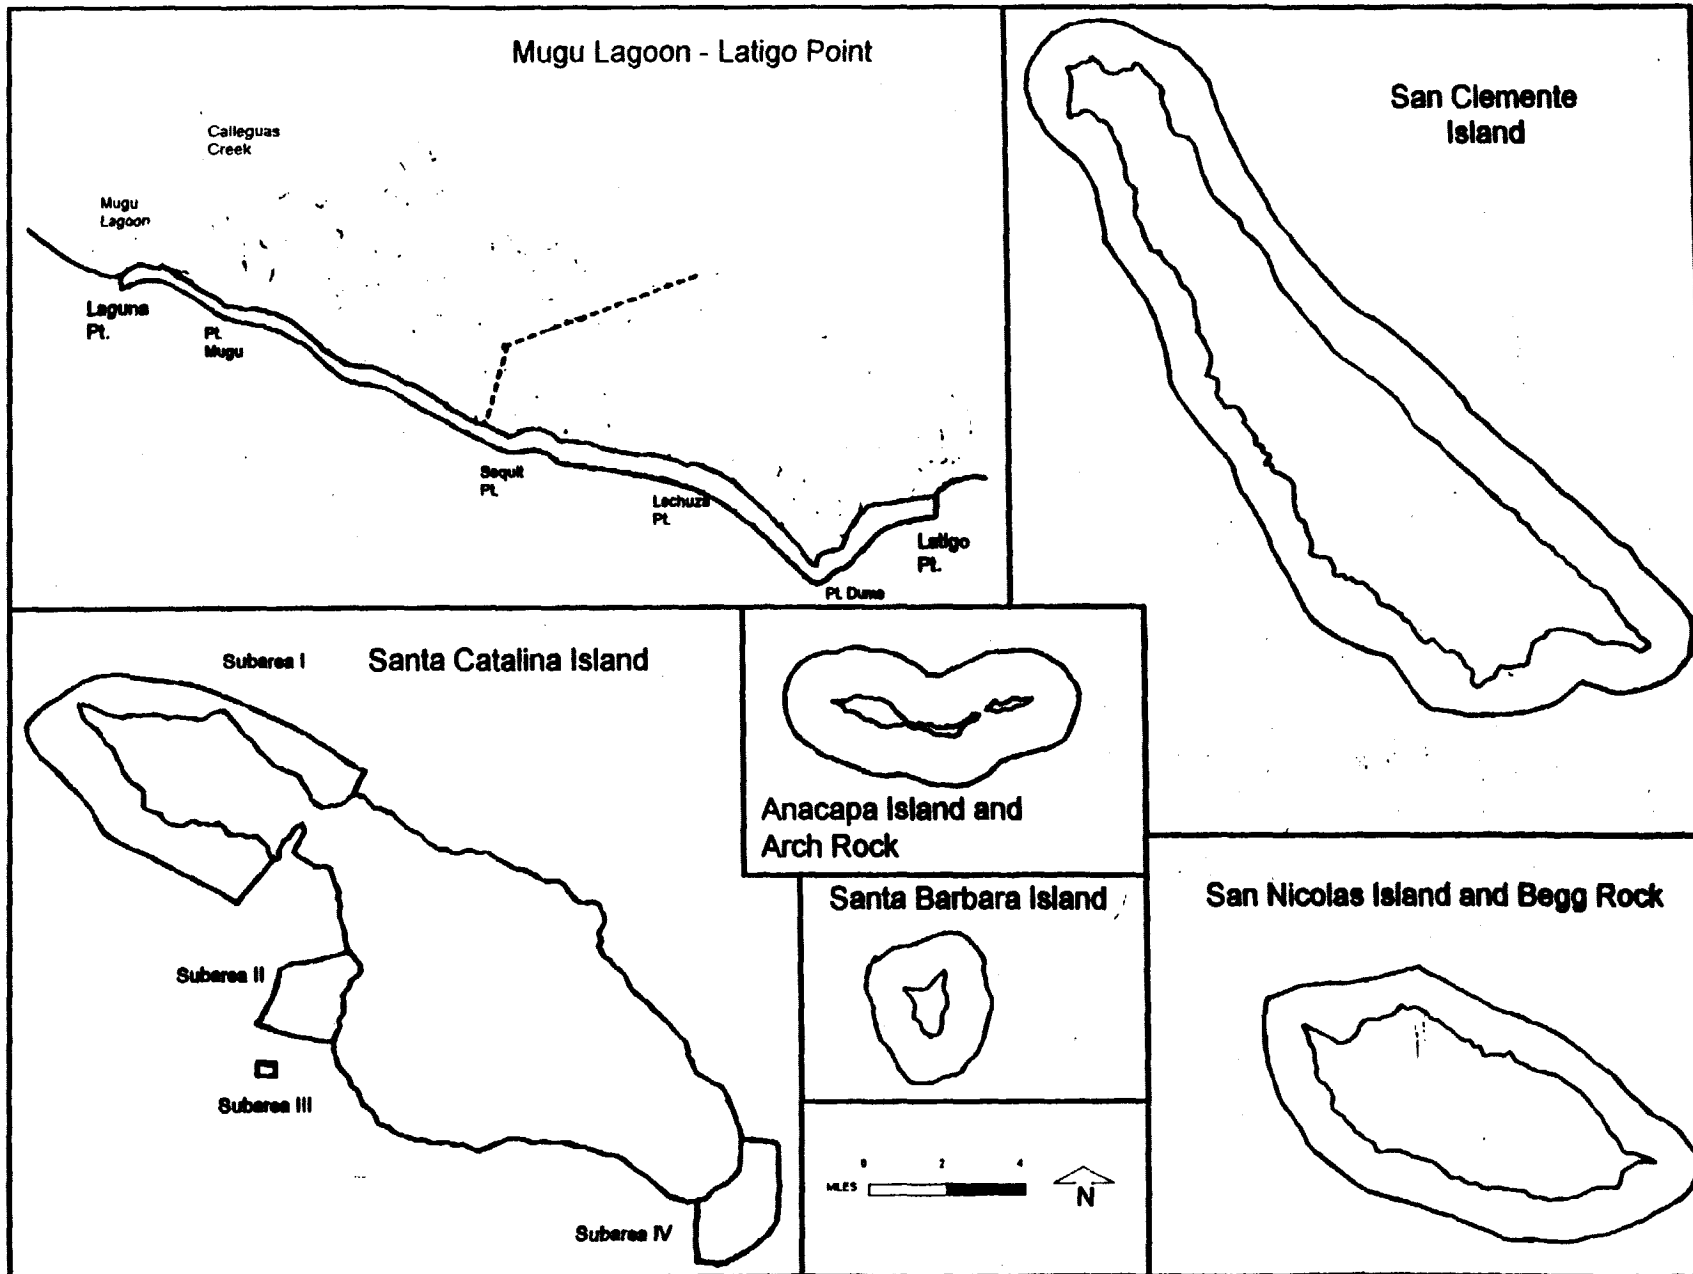 Mugu Lagoon - Latigo Point
Calleguas
Creek
Mugu
Lagoon
Laguna
Pt.
Pt.
Mugu
Sequit
Pt.
Lechuza
Pt.
Latigo
Pt.
Pt. Dume
San Clemente
Island
Subarea I
Santa Catalina Island
Subarea II
Subarea III
Subarea IV
Anacapa Island and
Arch Rock
Santa Barbara Island
San Nicolas Island and Begg Rock
0 2 4
MILES
N